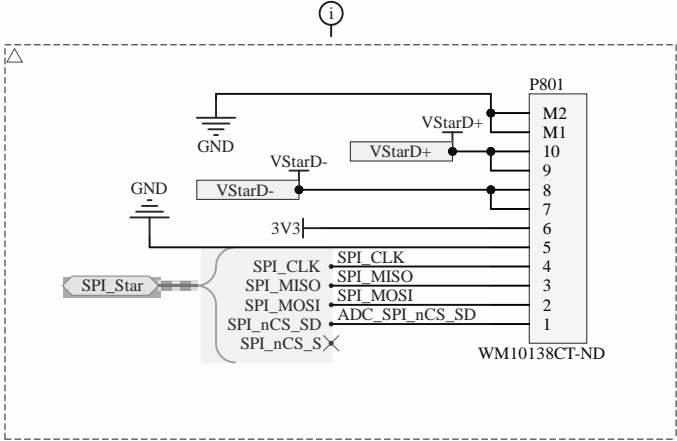 i
P801
M2
VStarD+
M1
GND
VStarD+
10
VStarD-
9
GND
VStarD-
8
7
3V3
6
5
SPI_CLK
SPI_CLK
4
SPI_Star
SPI_MISO
SPI_MISO
3
SPI_MOSI
SPI_MOSI
2
SPI_nCS_SD
ADC_SPI_nCS_SD
1
SPI_nCS_S
WM10138CT-ND